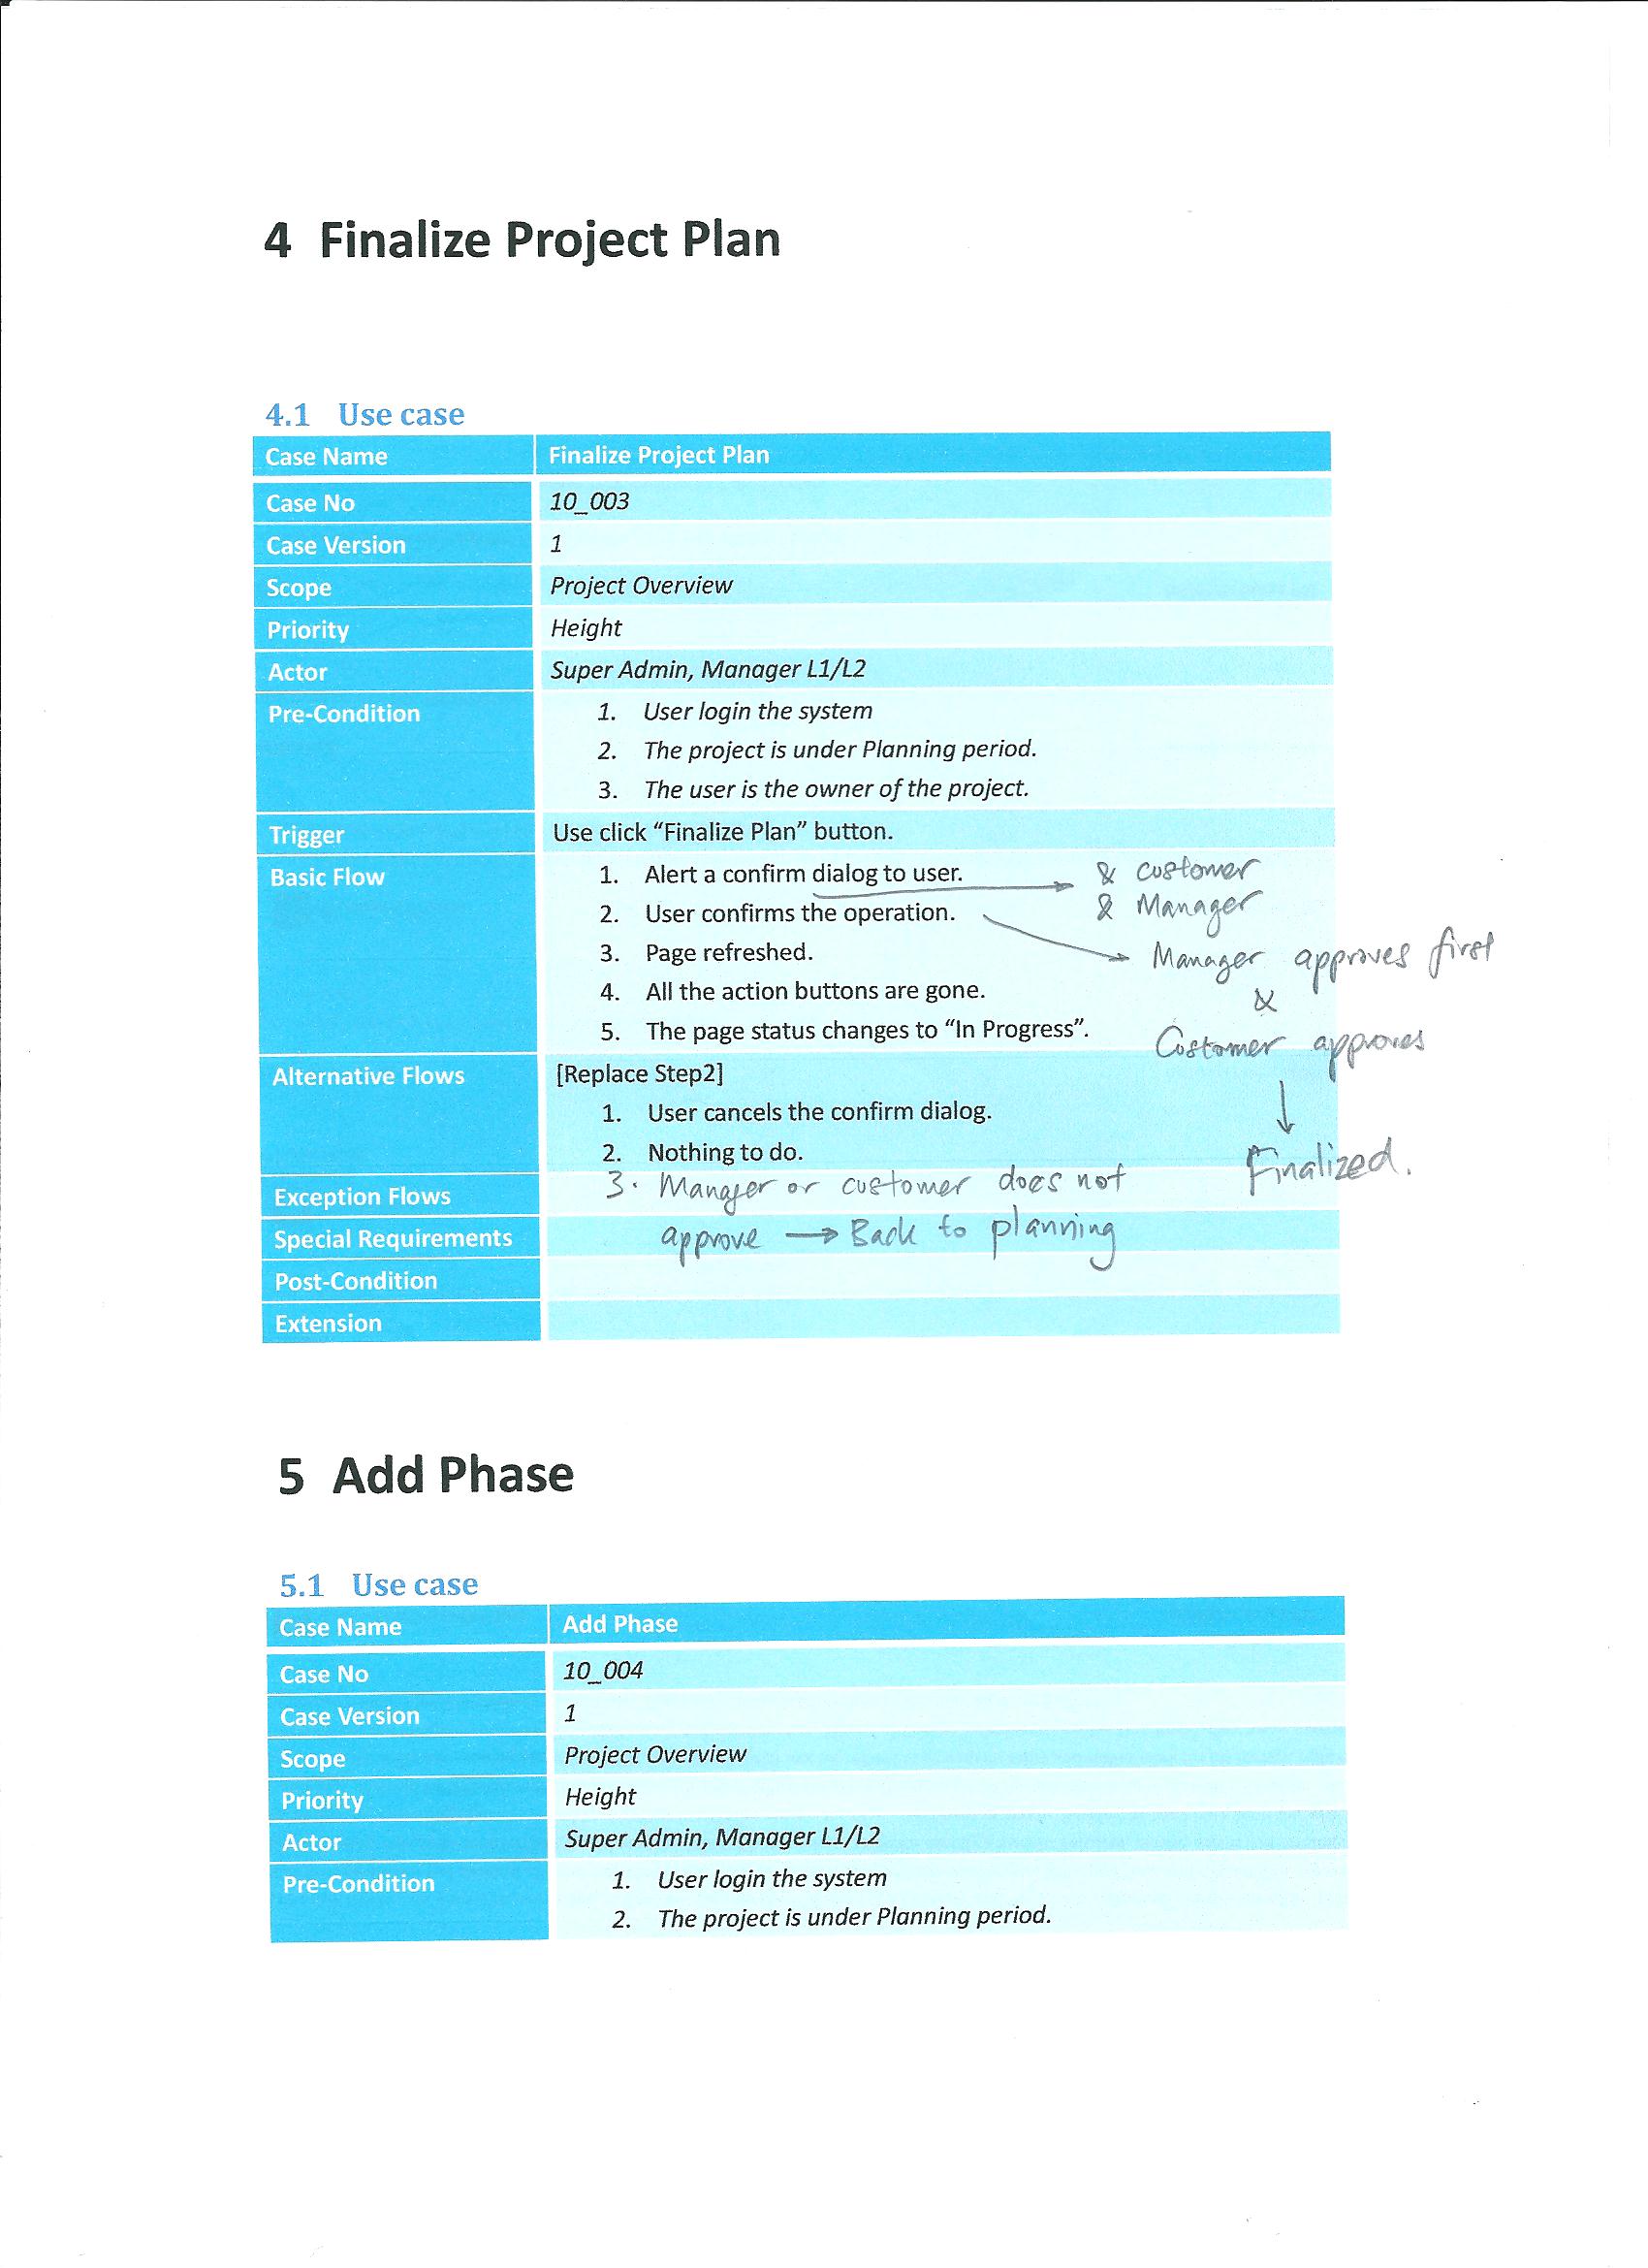 4 Finalize Project Plan
4.1 Use case
Case Name Finalize Project Plan
Case No 10_003
Case Version 1
Scope Project Overview
Priority Height
Actor Super Admin, Manager L1/L2
Pre-Condition 1. User login the system
2. The project is under Planning period.
3. The user is the owner of the project.
Trigger Use click “Finalize Plan” button.
Basic Flow 1. Alert a confirm dialog to user. → & customer
& Manager
2. User confirms the operation. → Manager approves first
&
Customer approves
↓
Finalized.
3. Page refreshed.
4. All the action buttons are gone.
5. The page status changes to “In Progress”.
Alternative Flows [Replace Step2]
1. User cancels the confirm dialog.
2. Nothing to do.
3. Manager or customer does not
approve → Back to planning
Exception Flows
Special Requirements
Post-Condition
Extension
5 Add Phase
5.1 Use case
Case Name Add Phase
Case No 10_004
Case Version 1
Scope Project Overview
Priority Height
Actor Super Admin, Manager L1/L2
Pre-Condition 1. User login the system
2. The project is under Planning period.